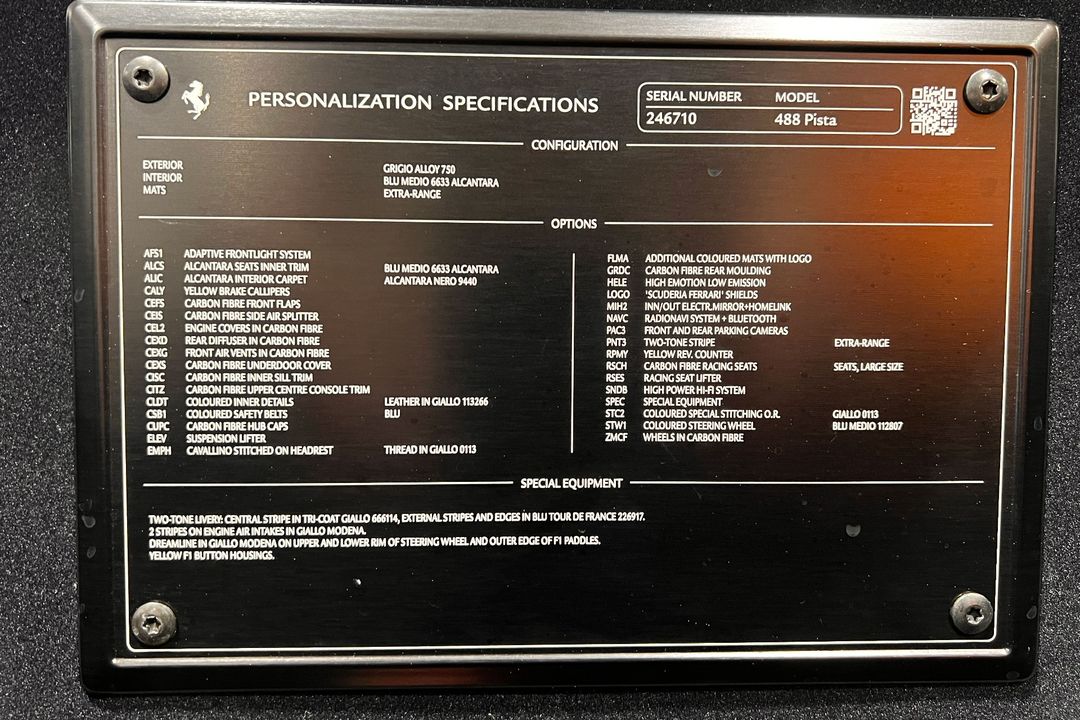 PERSONALIZATION SPECIFICATIONS
SERIAL NUMBER MODEL
246710 488 Pista
CONFIGURATION
EXTERIOR GRIGIO ALLOY 750
INTERIOR BLU MEDIO 6633 ALCANTARA
MATS EXTRA-RANGE
OPTIONS
AFS1 ADAPTIVE FRONTLIGHT SYSTEM
ALCS ALCANTARA SEATS INNER TRIM BLU MEDIO 6633 ALCANTARA
ALIC ALCANTARA INTERIOR CARPET ALCANTARA NERO 9440
CALY YELLOW BRAKE CALLIPERS
CEFS CARBON FIBRE FRONT FLAPS
CEIS CARBON FIBRE SIDE AIR SPLITTER
CEL2 ENGINE COVERS IN CARBON FIBRE
CEXD REAR DIFFUSER IN CARBON FIBRE
CEXG FRONT AIR VENTS IN CARBON FIBRE
CEXS CARBON FIBRE UNDERDOOR COVER
CISC CARBON FIBRE INNER SILL TRIM
CITZ CARBON FIBRE UPPER CENTRE CONSOLE TRIM
CLDT COLOURED INNER DETAILS LEATHER IN GIALLO 113266
CSB1 COLOURED SAFETY BELTS BLU
CUPC CARBON FIBRE HUB CAPS
ELEV SUSPENSION LIFTER
EMPH CAVALLINO STITCHED ON HEADREST THREAD IN GIALLO 0113
FLMA ADDITIONAL COLOURED MATS WITH LOGO
GRDC CARBON FIBRE REAR MOULDING
HELE HIGH EMOTION LOW EMISSION
LOGO 'SCUDERIA FERRARI' SHIELDS
MIH2 INN/OUT ELECTR.MIRROR+HOMELINK
NAVC RADIONAVI SYSTEM + BLUETOOTH
PAC3 FRONT AND REAR PARKING CAMERAS
PNT3 TWO-TONE STRIPE EXTRA-RANGE
RPMY YELLOW REV. COUNTER
RSCH CARBON FIBRE RACING SEATS SEATS, LARGE SIZE
RSES RACING SEAT LIFTER
SNDB HIGH POWER HI-FI SYSTEM
SPEC SPECIAL EQUIPMENT
STC2 COLOURED SPECIAL STITCHING O.R. GIALLO 0113
STW1 COLOURED STEERING WHEEL BLU MEDIO 112807
ZMCF WHEELS IN CARBON FIBRE
SPECIAL EQUIPMENT
TWO-TONE LIVERY: CENTRAL STRIPE IN TRI-COAT GIALLO 666114, EXTERNAL STRIPES AND EDGES IN BLU TOUR DE FRANCE 226917.
2 STRIPES ON ENGINE AIR INTAKES IN GIALLO MODENA.
DREAMLINE IN GIALLO MODENA ON UPPER AND LOWER RIM OF STEERING WHEEL AND OUTER EDGE OF F1 PADDLES.
YELLOW F1 BUTTON HOUSINGS.